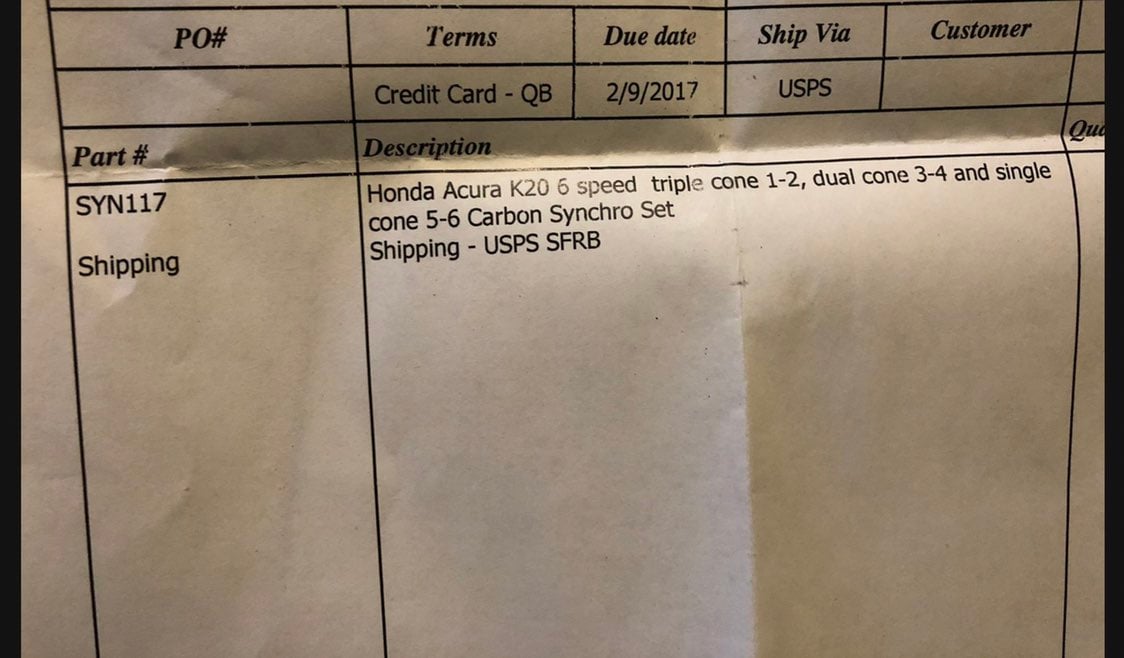 PO# Terms Due date Ship Via Customer
Credit Card - QB 2/9/2017 USPS
Part # Description
SYN117 Honda Acura K20 6 speed triple cone 1-2, dual cone 3-4 and single
cone 5-6 Carbon Synchro Set
Shipping Shipping - USPS SFRB